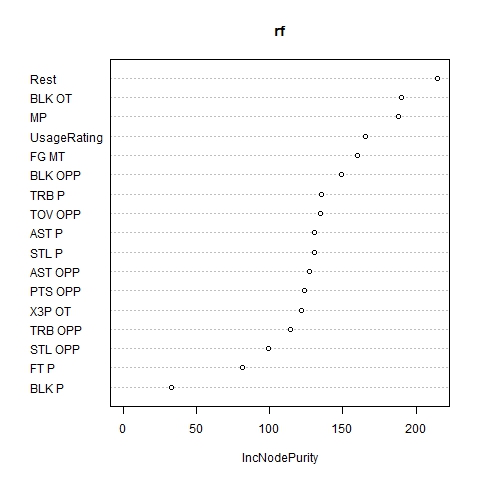 rf
Rest
BLK OT
MP
UsageRating
FG MT
BLK OPP
TRB P
TOV OPP
AST P
STL P
AST OPP
PTS OPP
X3P OT
TRB OPP
STL OPP
FT P
BLK P
0 50 100 150 200
IncNodePurity